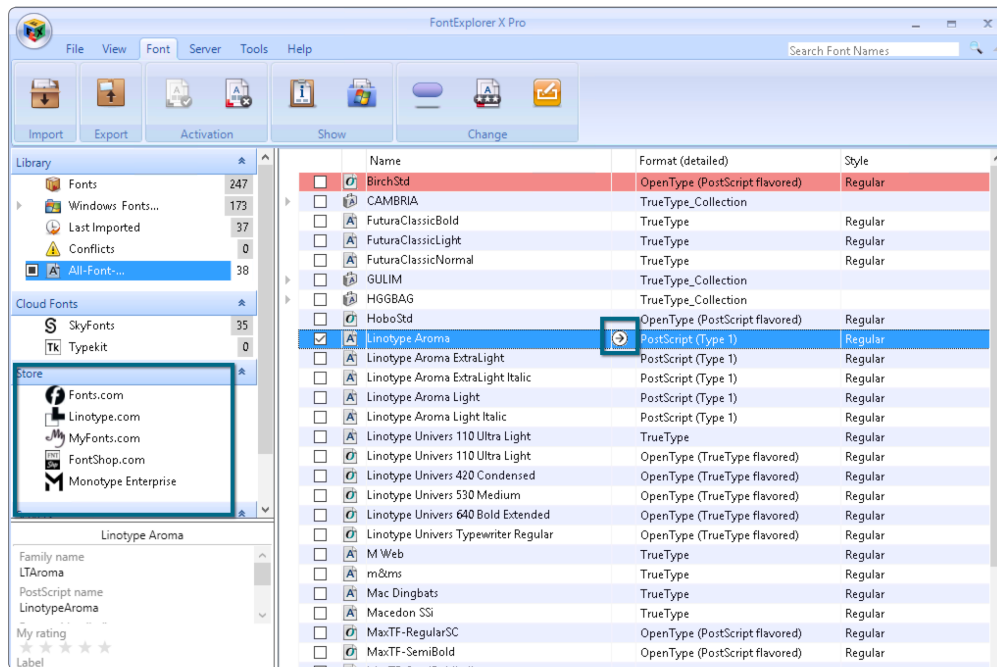 FontExplorer X Pro
File View Font Server Tools Help
Search Font Names
Import Export Activation Show Change
Library
Fonts 247
Windows Fonts... 173
Last Imported 37
Conflicts 0
All-Font-... 38
Cloud Fonts
SkyFonts 35
Tk Typekit 0
Store
Fonts.com
Linotype.com
MyFonts.com
FontShop.com
Monotype Enterprise
Linotype Aroma
Family name
LTAroma
PostScript name
LinotypeAroma
My rating
Label
Name Format (detailed) Style
BirchStd OpenType (PostScript flavored) Regular
CAMBRIA TrueType_Collection
FuturaClassicBold TrueType Regular
FuturaClassicLight TrueType Regular
FuturaClassicNormal TrueType Regular
GULIM TrueType_Collection
HGGBAG TrueType_Collection
HoboStd OpenType (PostScript flavored) Regular
Linotype Aroma PostScript (Type 1) Regular
Linotype Aroma ExtraLight PostScript (Type 1) Regular
Linotype Aroma ExtraLight Italic PostScript (Type 1) Regular
Linotype Aroma Light PostScript (Type 1) Regular
Linotype Aroma Light Italic PostScript (Type 1) Regular
Linotype Univers 110 Ultra Light TrueType Regular
Linotype Univers 110 Ultra Light OpenType (TrueType flavored) Regular
Linotype Univers 420 Condensed OpenType (TrueType flavored) Regular
Linotype Univers 530 Medium OpenType (TrueType flavored) Regular
Linotype Univers 640 Bold Extended OpenType (TrueType flavored) Regular
Linotype Univers Typewriter Regular OpenType (TrueType flavored) Regular
M Web TrueType Regular
m&ms TrueType Regular
Mac Dingbats TrueType Regular
Macedon SSi TrueType Regular
MaxTF-RegularSC OpenType (PostScript flavored) Regular
MaxTF-SemiBold OpenType (PostScript flavored) Regular